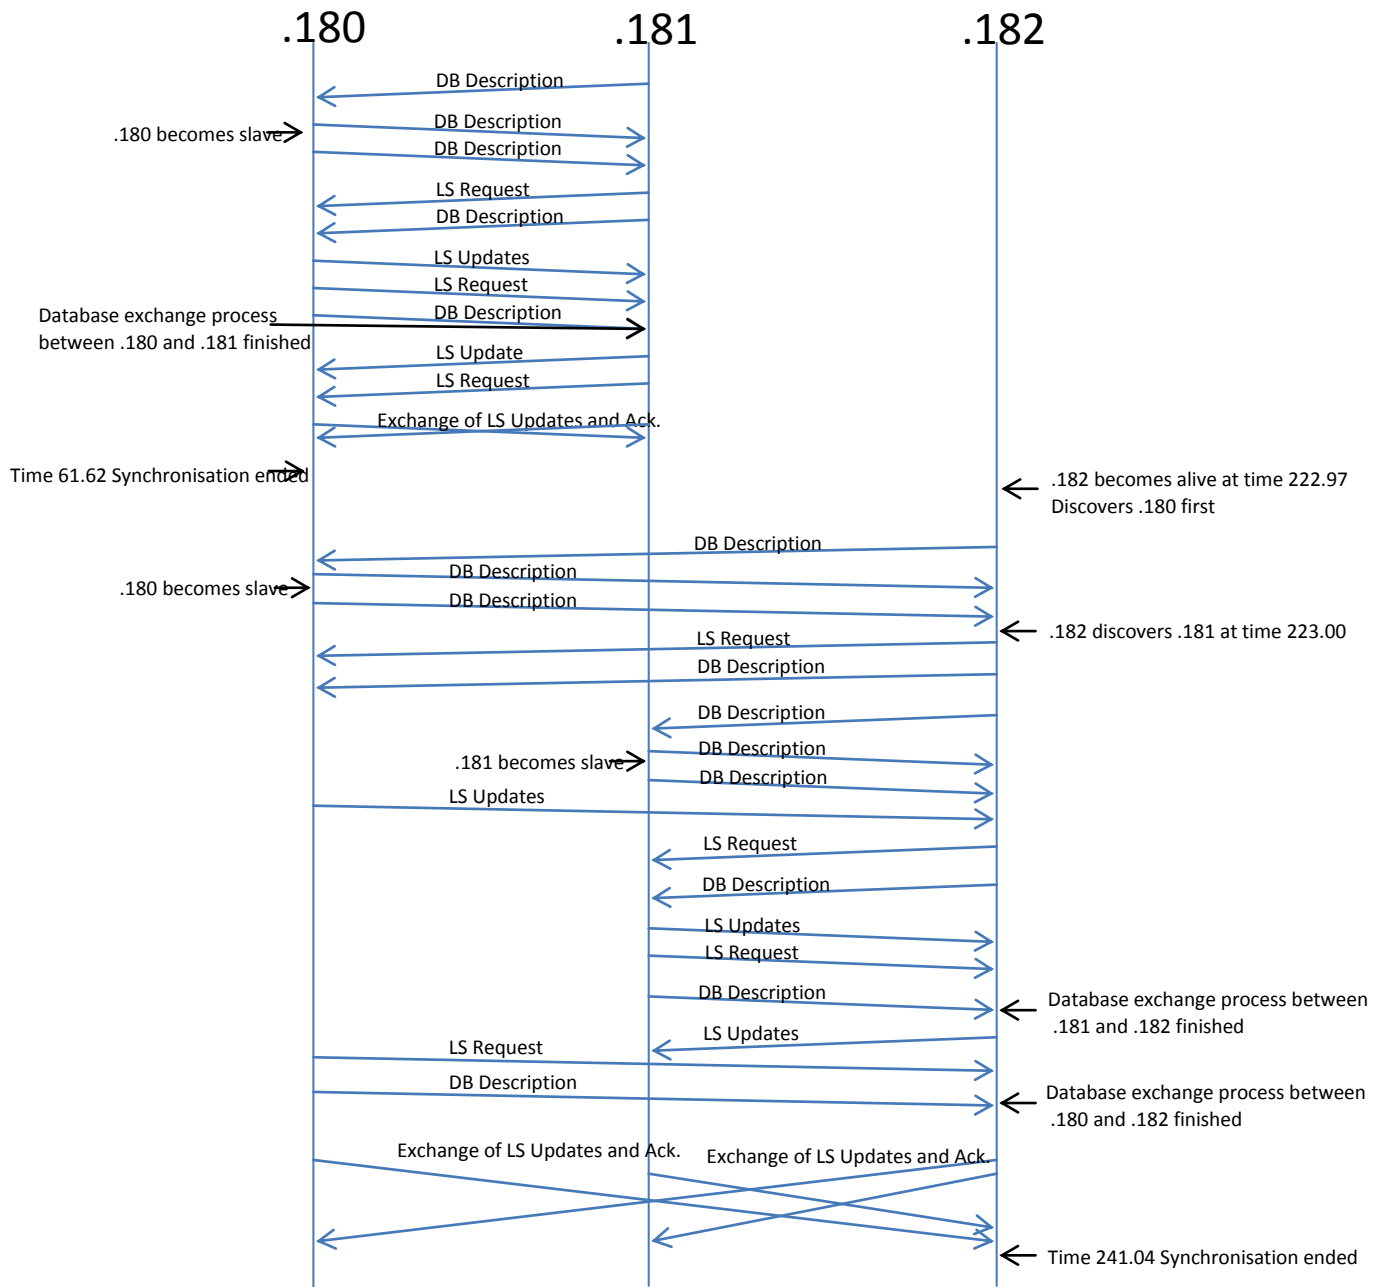 .180
.181
.182
DB Description
.180 becomes slave
DB Description
DB Description
LS Request
DB Description
LS Updates
LS Request
DB Description
Database exchange process
between .180 and .181 finished
LS Update
LS Request
Exchange of LS Updates and Ack.
Time 61.62 Synchronisation ended
.182 becomes alive at time 222.97
Discovers .180 first
DB Description
DB Description
.180 becomes slave
DB Description
.182 discovers .181 at time 223.00
LS Request
DB Description
DB Description
DB Description
.181 becomes slave
DB Description
LS Updates
LS Request
DB Description
LS Updates
LS Request
DB Description
Database exchange process between
.181 and .182 finished
LS Updates
LS Request
DB Description
Database exchange process between
.180 and .182 finished
Exchange of LS Updates and Ack.
Exchange of LS Updates and Ack.
Time 241.04 Synchronisation ended